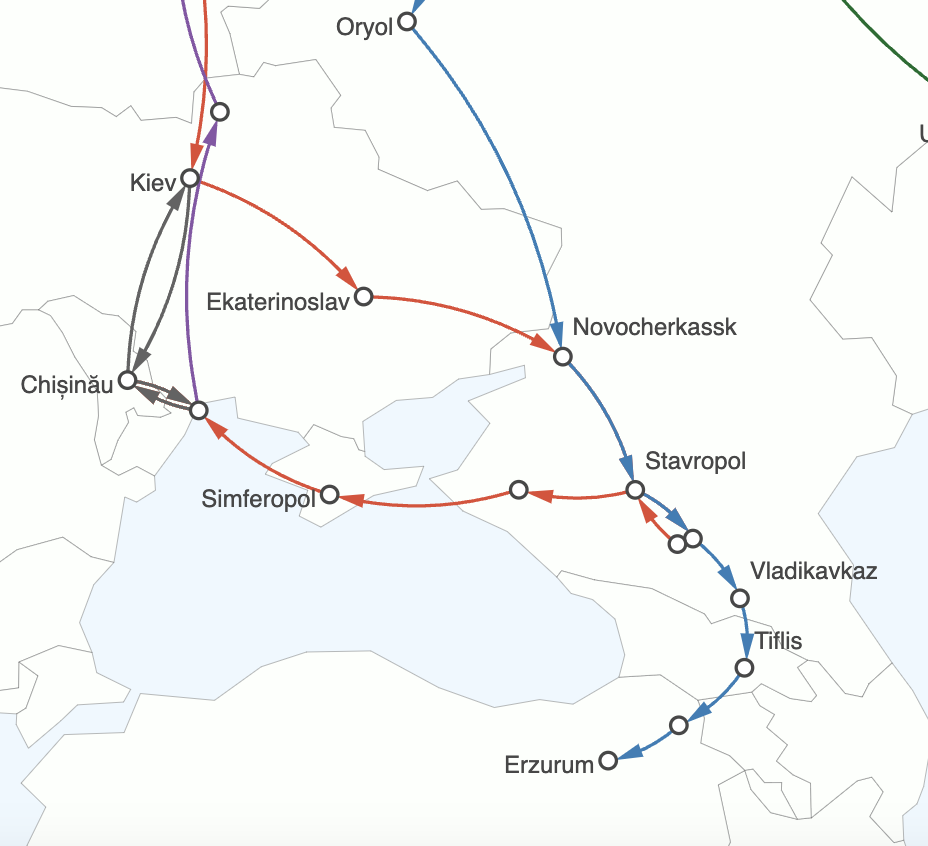 Oryol
Kiev
Ekaterinoslav
Novocherkassk
Chișinău
Stavropol
Simferopol
Vladikavkaz
Tiflis
Erzurum